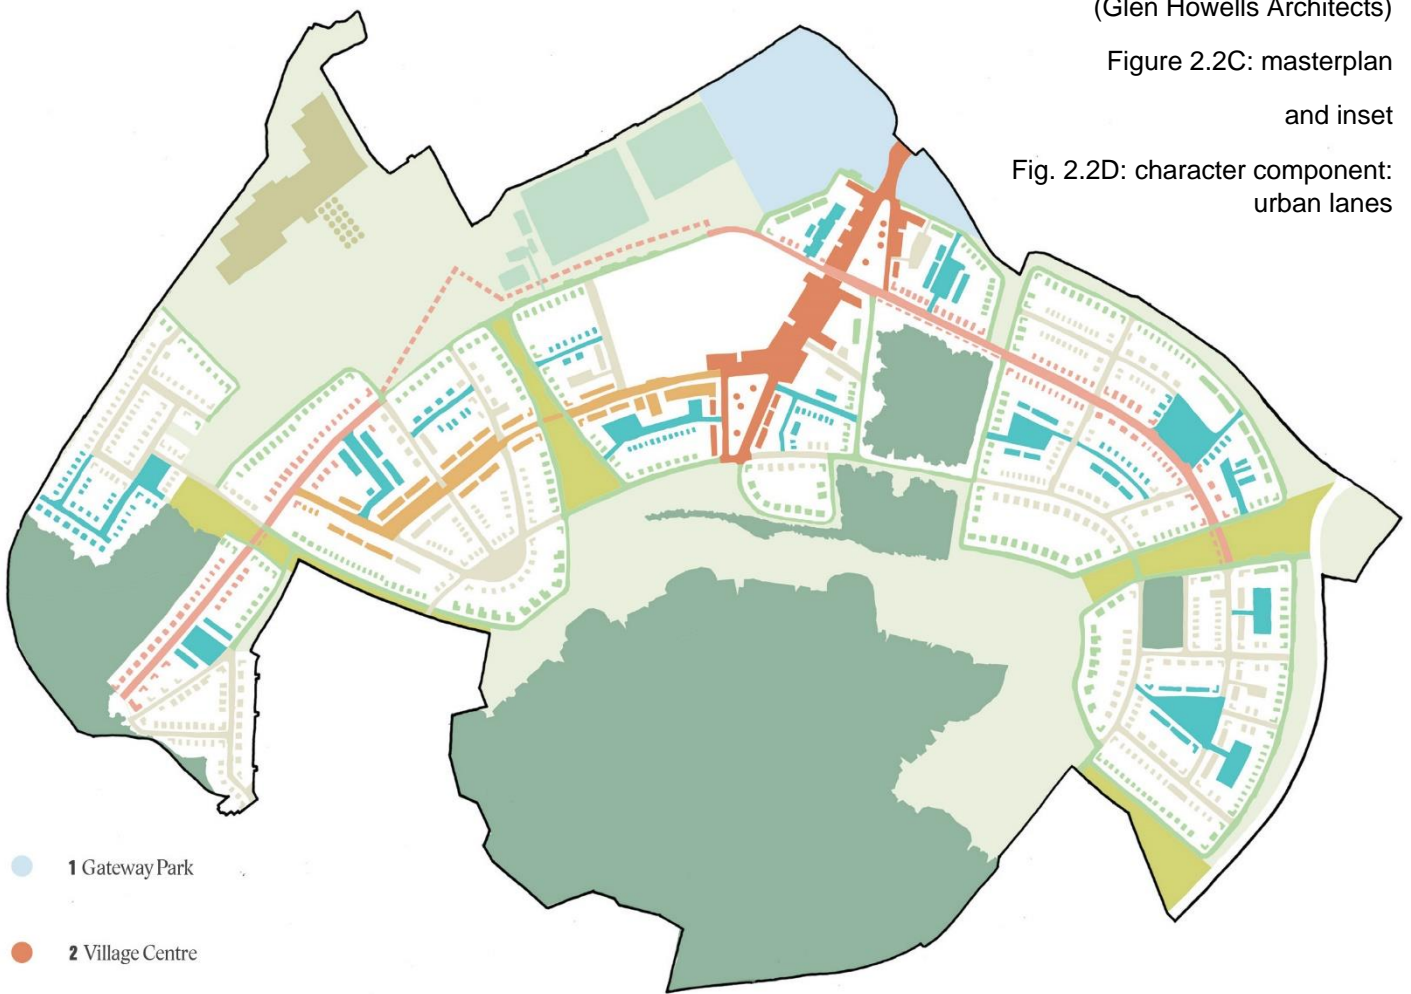 (Glen Howells Architects)
Figure 2.2C: masterplan
and inset
Fig. 2.2D: character component:
urban lanes
1 Gateway Park
2 Village Centre